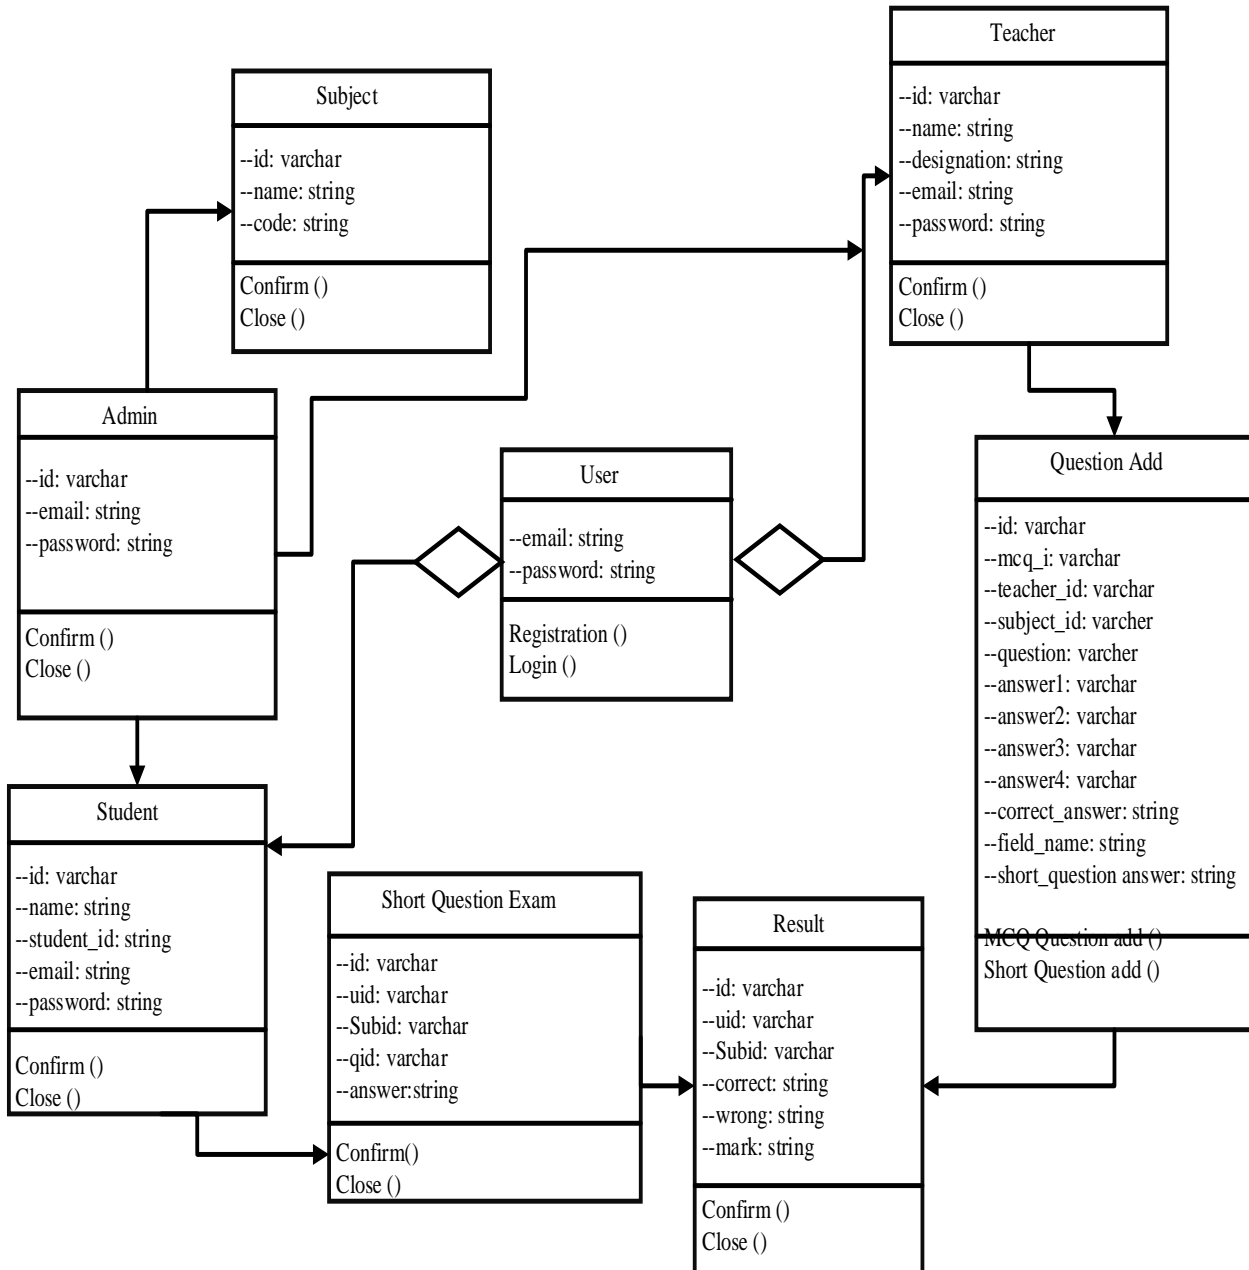 Teacher
--id: varchar
--name: string
--designation: string
--email: string
--password: string
Confirm ()
Close ()
Subject
--id: varchar
--name: string
--code: string
Confirm ()
Close ()
Admin
--id: varchar
--email: string
--password: string
Confirm ()
Close ()
User
--email: string
--password: string
Registration ()
Login ()
Question Add
--id: varchar
--mcq_i: varchar
--teacher_id: varchar
--subject_id: varcher
--question: varcher
--answer1: varchar
--answer2: varchar
--answer3: varchar
--answer4: varchar
--correct_answer: string
--field_name: string
--short_question answer: string
MCQ Question add ()
Short Question add ()
Student
--id: varchar
--name: string
--student_id: string
--email: string
--password: string
Confirm ()
Close ()
Short Question Exam
--id: varchar
--uid: varchar
--Subid: varchar
--qid: varchar
--answer:string
Confirm()
Close ()
Result
--id: varchar
--uid: varchar
--Subid: varchar
--correct: string
--wrong: string
--mark: string
Confirm ()
Close ()